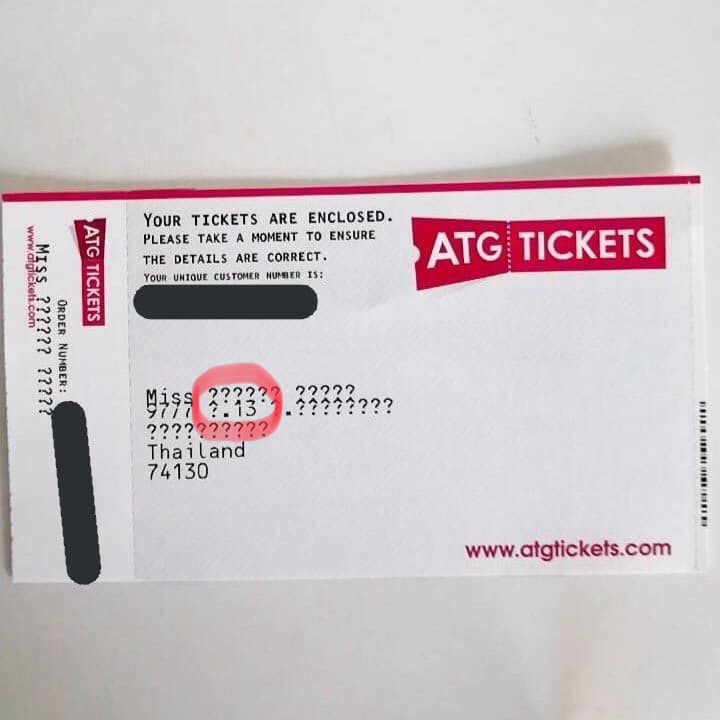 YOUR TICKETS ARE ENCLOSED.
PLEASE TAKE A MOMENT TO ENSURE
THE DETAILS ARE CORRECT.
YOUR UNIQUE CUSTOMER NUMBER IS:
ATG TICKETS
Miss ?????? ?????
9777 ?.13 .????????
??????????
Thailand
74130
www.atgtickets.com
ATG TICKETS
ORDER NUMBER:
MISS ?????? ?????
www.atgtickets.com